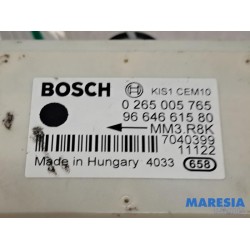 BOSCH KIS1 CEM10
0 265 005 765
96 646 615 80
MM3.R8K
7040399
11122
Made in Hungary 4033 658
MARESIA